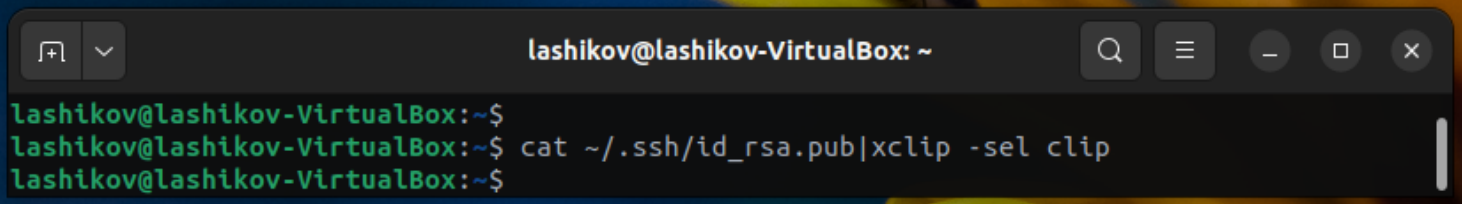 lashikov@lashikov-VirtualBox: ~
lashikov@lashikov-VirtualBox:~$
lashikov@lashikov-VirtualBox:~$ cat ~/.ssh/id_rsa.pub|xclip -sel clip
lashikov@lashikov-VirtualBox:~$